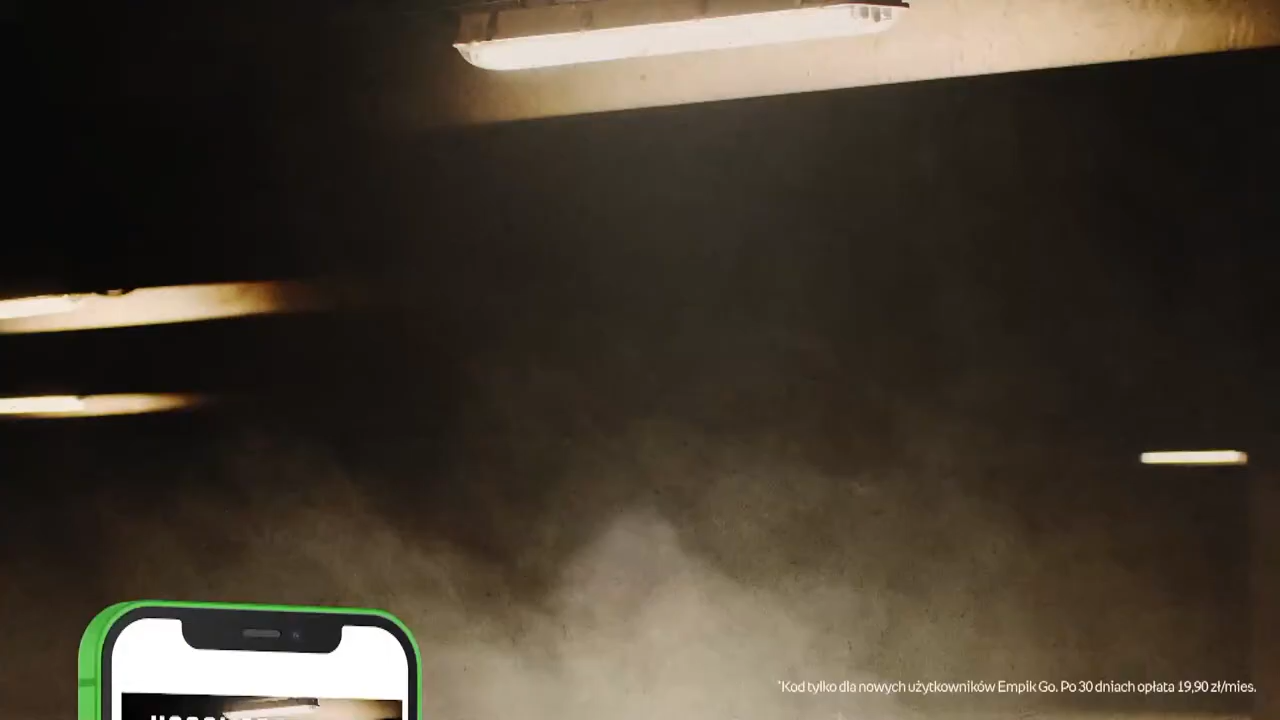 *Kod tylko dla nowych użytkowników Empik Go. Po 30 dniach opłata 19,90 zł/mies.